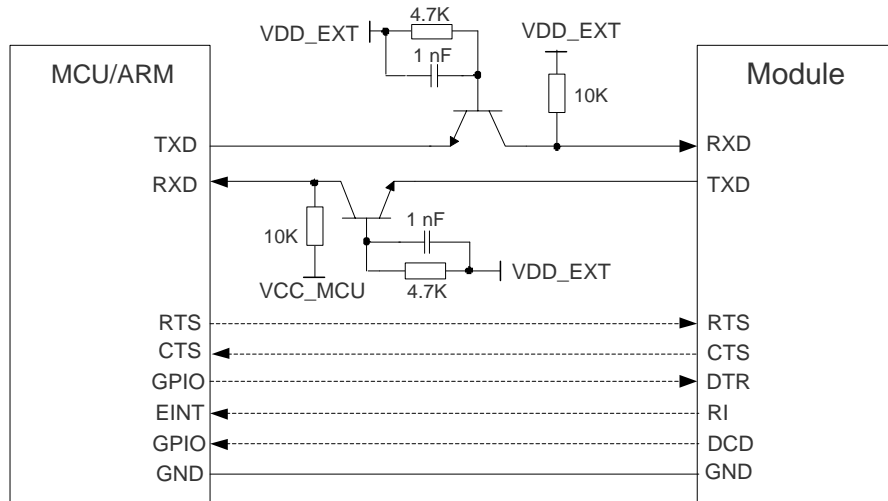 4.7K
VDD_EXT
VDD_EXT
1 nF
MCU/ARM
Module
10K
TXD
RXD
RXD
TXD
1 nF
10K
VDD_EXT
VCC_MCU
4.7K
RTS
RTS
CTS
CTS
GPIO
DTR
EINT
RI
GPIO
DCD
GND
GND